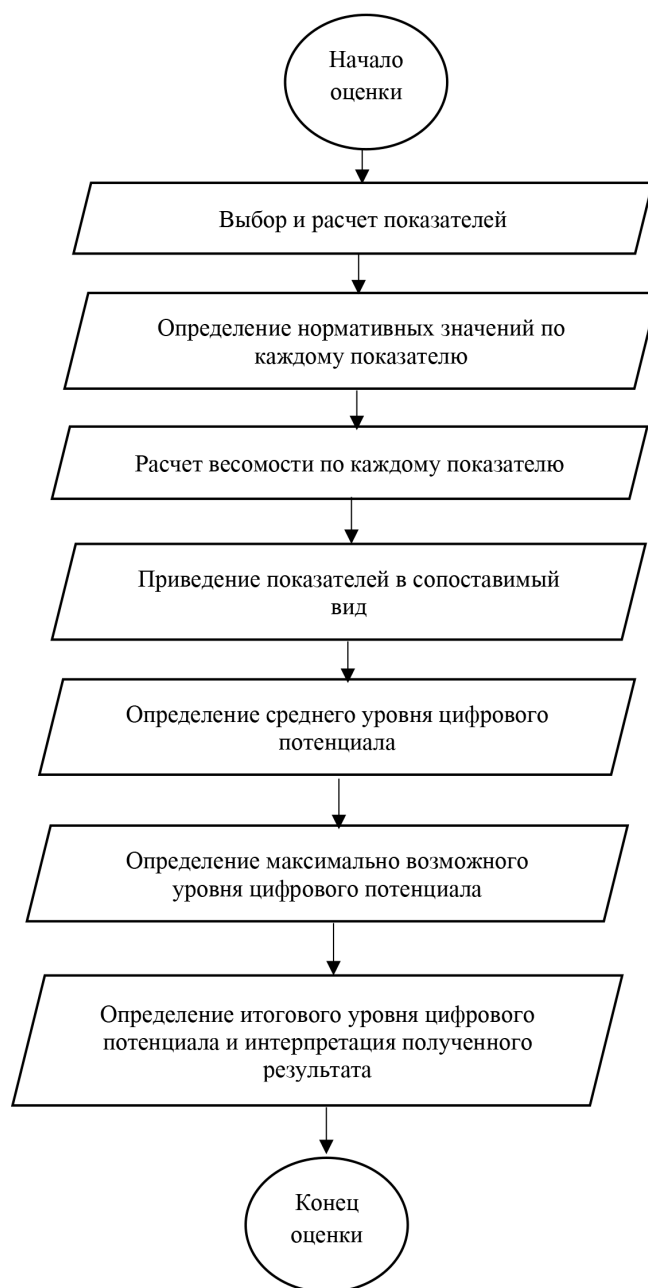 Начало
оценки
Выбор и расчет показателей
Определение нормативных значений по
каждому показателю
Расчет весомости по каждому показателю
Приведение показателей в сопоставимый
вид
Определение среднего уровня цифрового
потенциала
Определение максимально возможного
уровня цифрового потенциала
Определение итогового уровня цифрового
потенциала и интерпретация полученного
результата
Конец
оценки